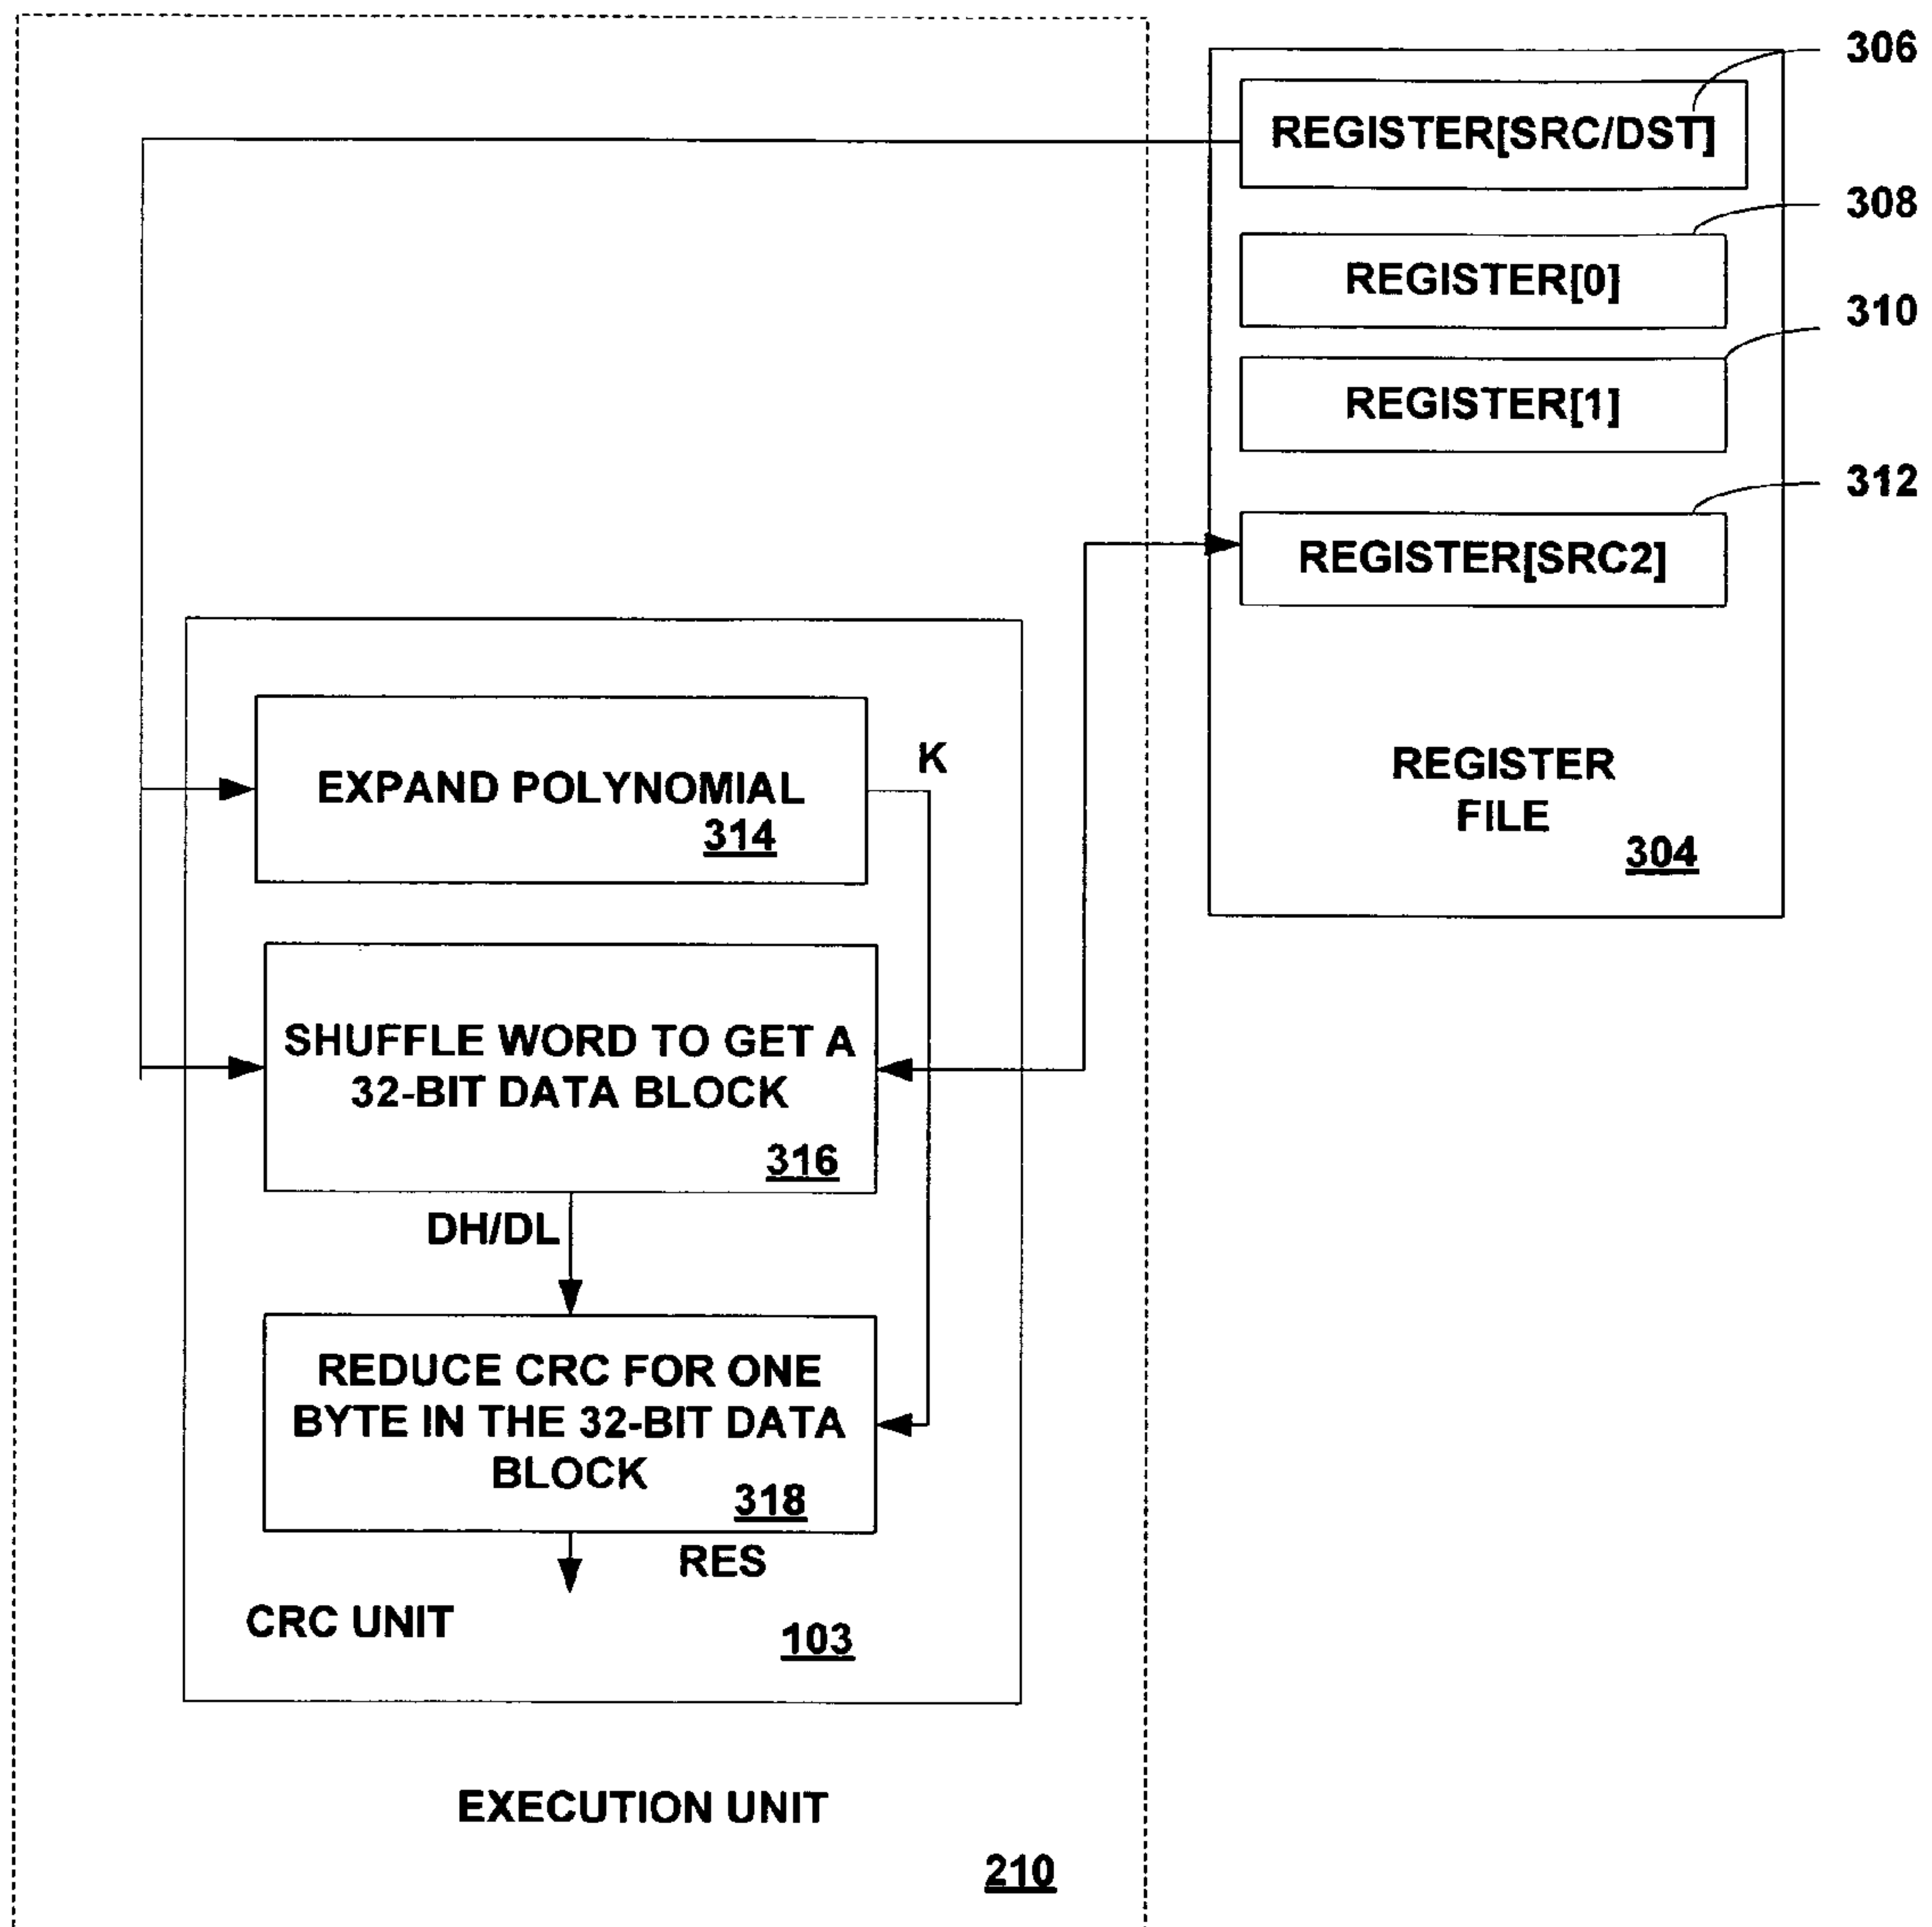 306
REGISTER[SRC/DST]
308
REGISTER[0]
310
REGISTER[1]
312
REGISTER[SRC2]
REGISTER
FILE
304
EXPAND POLYNOMIAL
314
K
SHUFFLE WORD TO GET A
32-BIT DATA BLOCK
316
DH/DL
REDUCE CRC FOR ONE
BYTE IN THE 32-BIT DATA
BLOCK
318
RES
CRC UNIT
103
EXECUTION UNIT
210